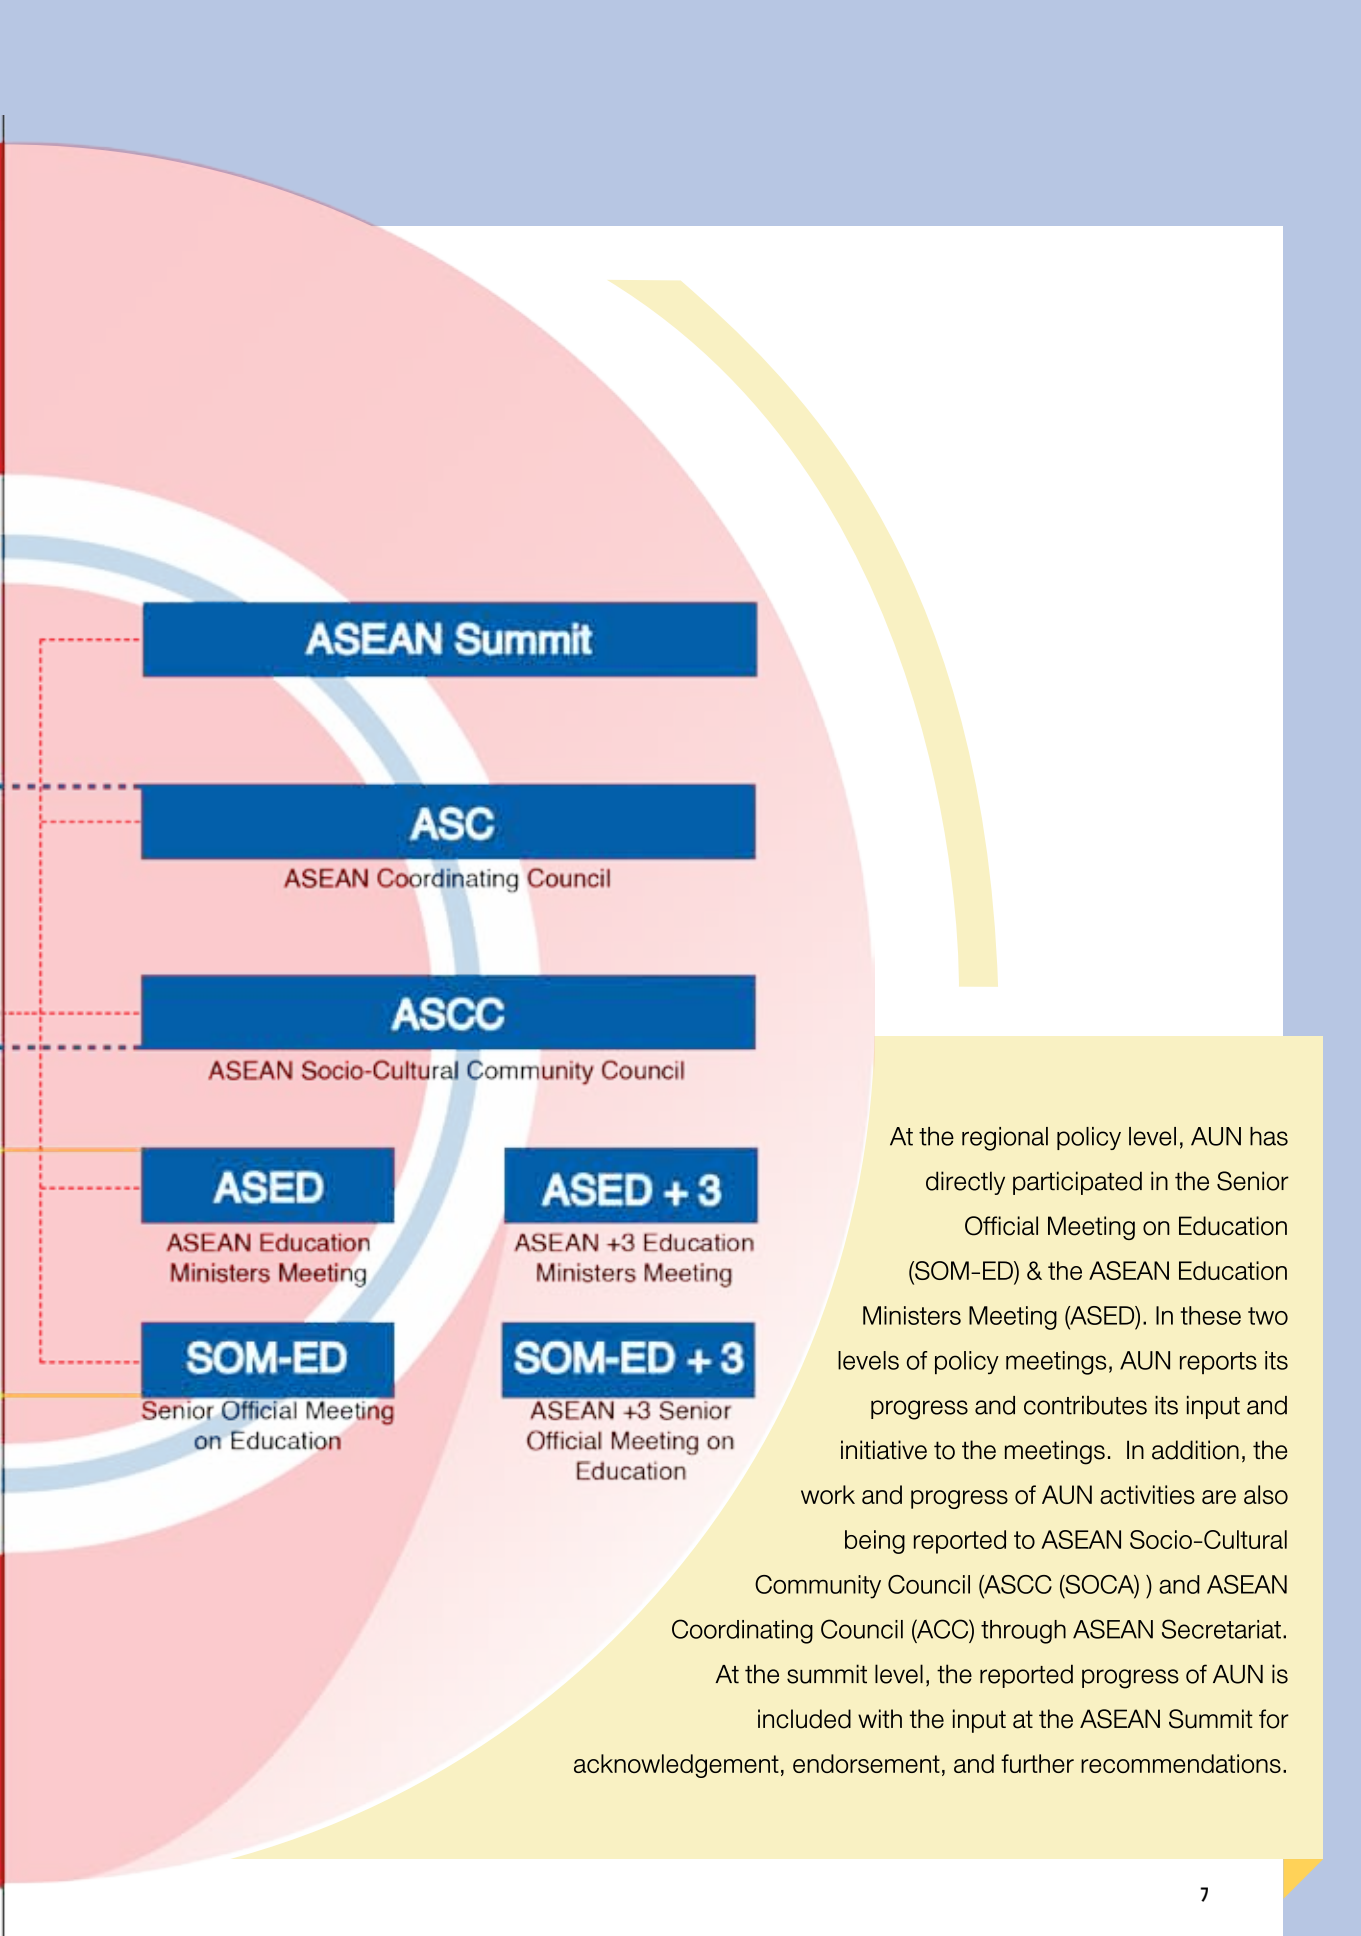 ASEAN Summit
ASC
ASEAN Coordinating Council
ASCC
ASEAN Socio-Cultural Community Council
ASED
ASEAN Education
Ministers Meeting
ASED + 3
ASEAN +3 Education
Ministers Meeting
SOM-ED
Senior Official Meeting
on Education
SOM-ED + 3
ASEAN +3 Senior
Official Meeting on
Education
At the regional policy level, AUN has
directly participated in the Senior
Official Meeting on Education
(SOM-ED) & the ASEAN Education
Ministers Meeting (ASED). In these two
levels of policy meetings, AUN reports its
progress and contributes its input and
initiative to the meetings.  In addition, the
work and progress of AUN activities are also
being reported to ASEAN Socio-Cultural
Community Council (ASCC (SOCA) ) and ASEAN
Coordinating Council (ACC) through ASEAN Secretariat.
At the summit level, the reported progress of AUN is
included with the input at the ASEAN Summit for
acknowledgement, endorsement, and further recommendations.
7